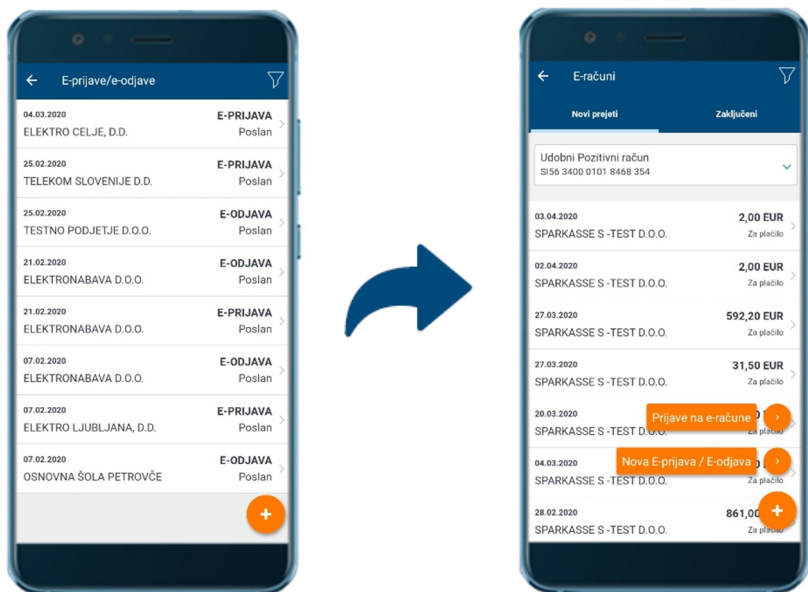 E-prijave/e-odjave
04.03.2020 E-PRIJAVA
ELEKTRO CELJE, D.D. Poslan
25.02.2020 E-PRIJAVA
TELEKOM SLOVENIJE D.D. Poslan
25.02.2020 E-ODJAVA
TESTNO PODJETJE D.O.O. Poslan
21.02.2020 E-ODJAVA
ELEKTRONABAVA D.O.O. Poslan
21.02.2020 E-PRIJAVA
ELEKTRONABAVA D.O.O. Poslan
07.02.2020 E-ODJAVA
ELEKTRONABAVA D.O.O. Poslan
07.02.2020 E-PRIJAVA
ELEKTRO LJUBLJANA, D.D. Poslan
07.02.2020 E-ODJAVA
OSNOVNA ŠOLA PETROVČE Poslan
E-računi
Novi prejeti Zaključeni
Udobni Pozitivni račun
SI56 3400 0101 8468 354
03.04.2020 2,00 EUR
SPARKASSE S -TEST D.O.O. Za plačilo
02.04.2020 2,00 EUR
SPARKASSE S -TEST D.O.O. Za plačilo
27.03.2020 592,20 EUR
SPARKASSE S -TEST D.O.O. Za plačilo
27.03.2020 31,50 EUR
SPARKASSE S -TEST D.O.O. Za plačilo
20.03.2020
Prijave na e-račune
SPARKASSE S -TEST D.O.O. Za plačilo
04.03.2020
Nova E-prijava / E-odjava
SPARKASSE S -TEST D.O.O. Za plačilo
28.02.2020 861,00
SPARKASSE S -TEST D.O.O. Za plačilo